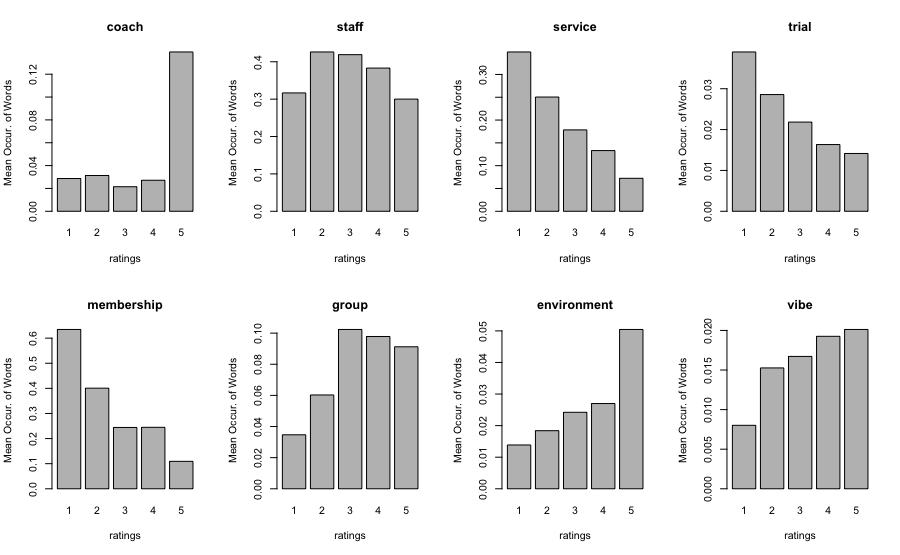 coach
Mean Occur. of Words
0.00
0.04
0.08
0.12
1 2 3 4 5
ratings
staff
Mean Occur. of Words
0.0
0.1
0.2
0.3
0.4
1 2 3 4 5
ratings
service
Mean Occur. of Words
0.00
0.10
0.20
0.30
1 2 3 4 5
ratings
trial
Mean Occur. of Words
0.00
0.01
0.02
0.03
1 2 3 4 5
ratings
membership
Mean Occur. of Words
0.0
0.1
0.2
0.3
0.4
0.5
0.6
1 2 3 4 5
ratings
group
Mean Occur. of Words
0.00
0.02
0.04
0.06
0.08
0.10
1 2 3 4 5
ratings
environment
Mean Occur. of Words
0.00
0.01
0.02
0.03
0.04
0.05
1 2 3 4 5
ratings
vibe
Mean Occur. of Words
0.000
0.005
0.010
0.015
0.020
1 2 3 4 5
ratings